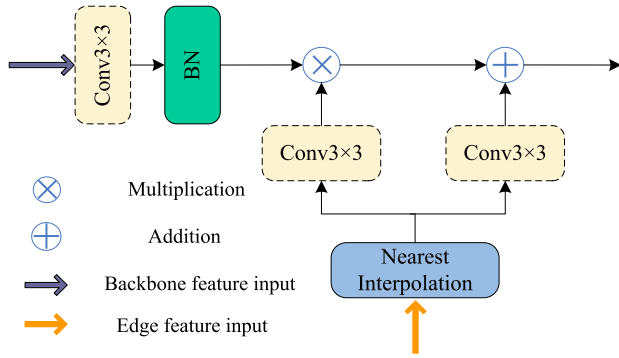 Conv3×3
BN
Conv3×3
Conv3×3
Multiplication
Addition
Nearest
Interpolation
Backbone feature input
Edge feature input